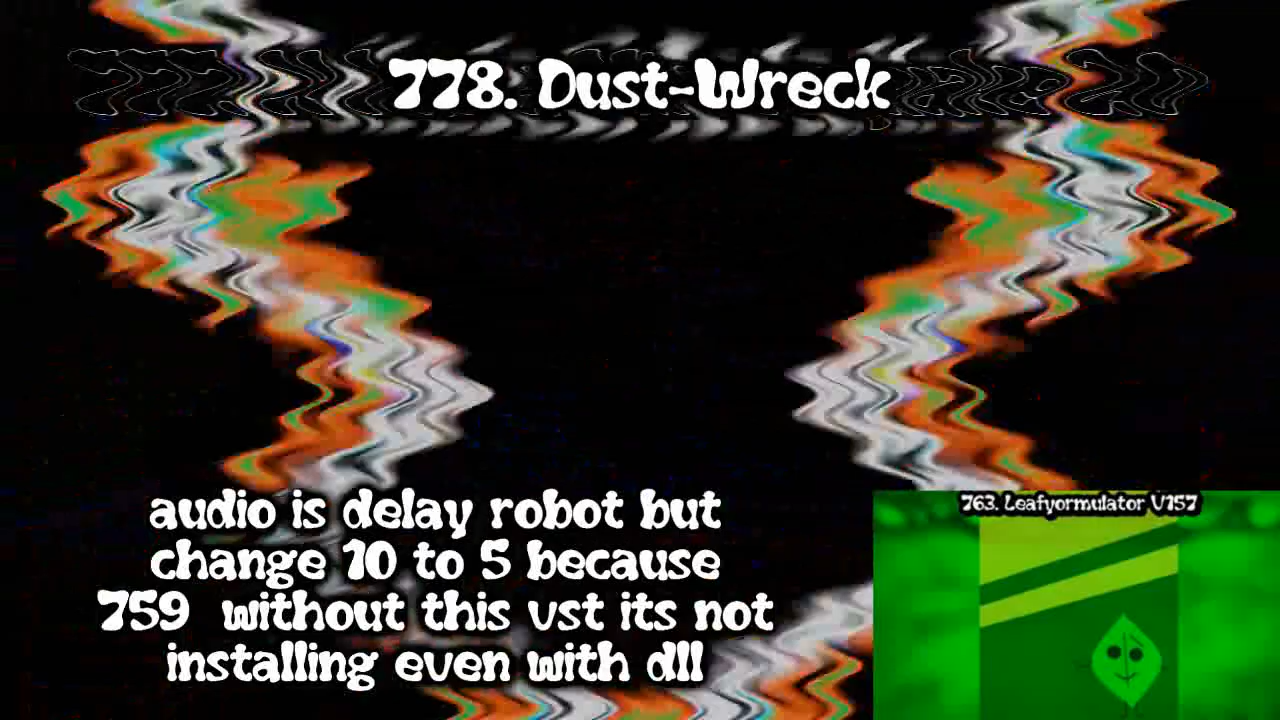 778. Dust-Wreck
audio is delay robot but
change 10 to 5 because
759 without this vst its not
installing even with dll
763. Leafyormulator V157